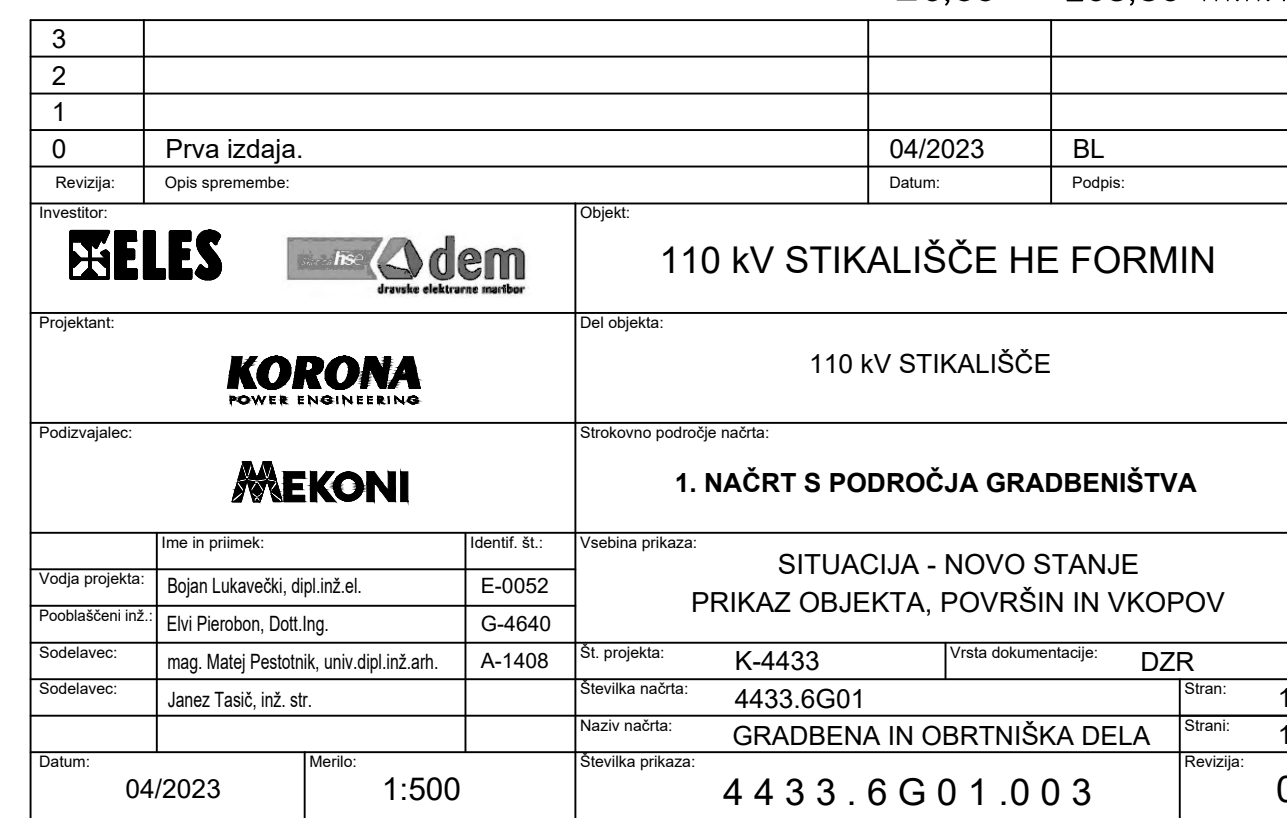 3
2
1
0 Prva izdaja. 04/2023 BL
Revizija: Opis spremembe: Datum: Podpis:
Investitor:
ELES
hse dem
dravske elektrarne maribor
Objekt:
110 kV STIKALIŠČE HE FORMIN
Projektant:
KORONA
POWER ENGINEERING
Del objekta:
110 kV STIKALIŠČE
Podizvajalec:
MEKONI
Strokovno področje načrta:
1. NAČRT S PODROČJA GRADBENIŠTVA
Ime in priimek: Identif. št.:
Vodja projekta: Bojan Lukavečki, dipl.inž.el. E-0052
Pooblaščeni inž.: Elvi Pierobon, Dott.Ing. G-4640
Sodelavec: mag. Matej Pestotnik, univ.dipl.inž.arh. A-1408
Sodelavec: Janez Tasič, inž. str.
Vsebina prikaza:
SITUACIJA - NOVO STANJE
PRIKAZ OBJEKTA, POVRŠIN IN VKOPOV
Št. projekta: K-4433 Vrsta dokumentacije: DZR
Številka načrta: 4433.6G01 Stran: 1
Naziv načrta: GRADBENA IN OBRTNIŠKA DELA Strani: 1
Datum: 04/2023
Merilo: 1:500
Številka prikaza: 4433.6G01.003
Revizija: 0